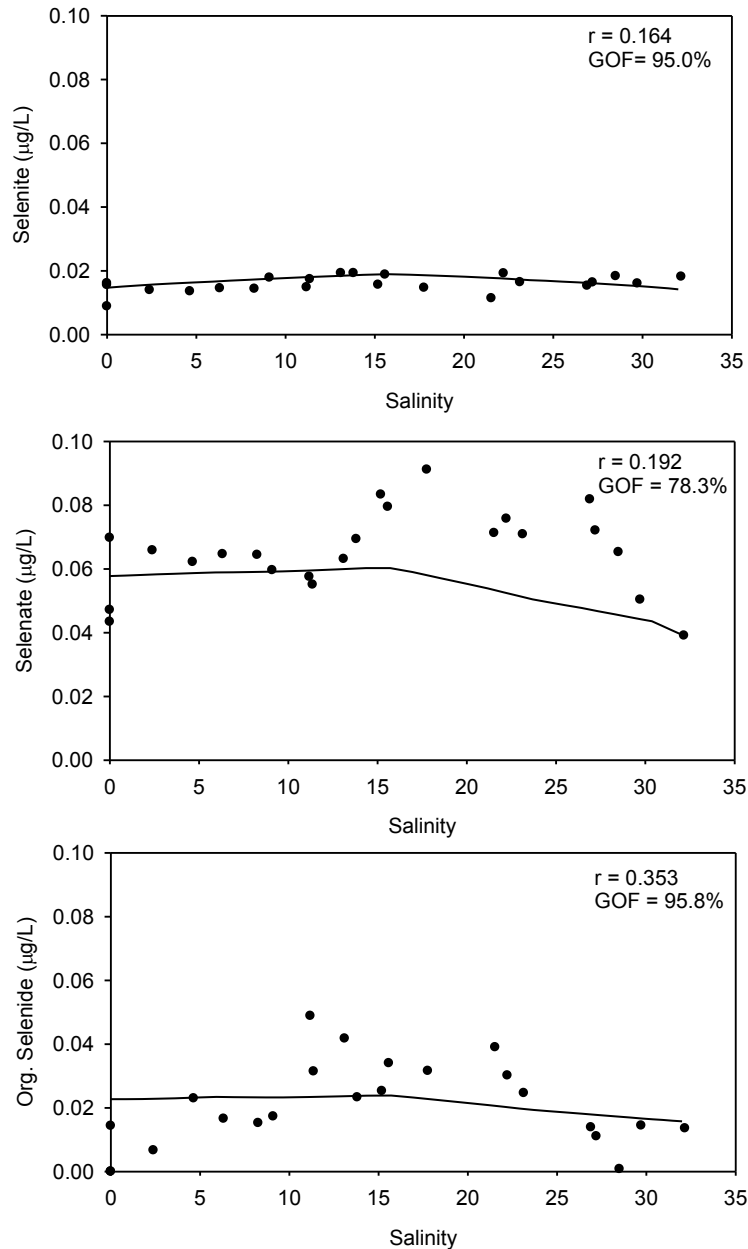 0.10
r = 0.164
GOF= 95.0%
0.08
0.06
Selenite (µg/L)
0.04
0.02
0.00
0 5 10 15 20 25 30 35
Salinity
0.10
r = 0.192
GOF = 78.3%
0.08
0.06
Selenate (µg/L)
0.04
0.02
0.00
0 5 10 15 20 25 30 35
Salinity
0.10
r = 0.353
GOF = 95.8%
0.08
0.06
Org. Selenide (µg/L)
0.04
0.02
0.00
0 5 10 15 20 25 30 35
Salinity